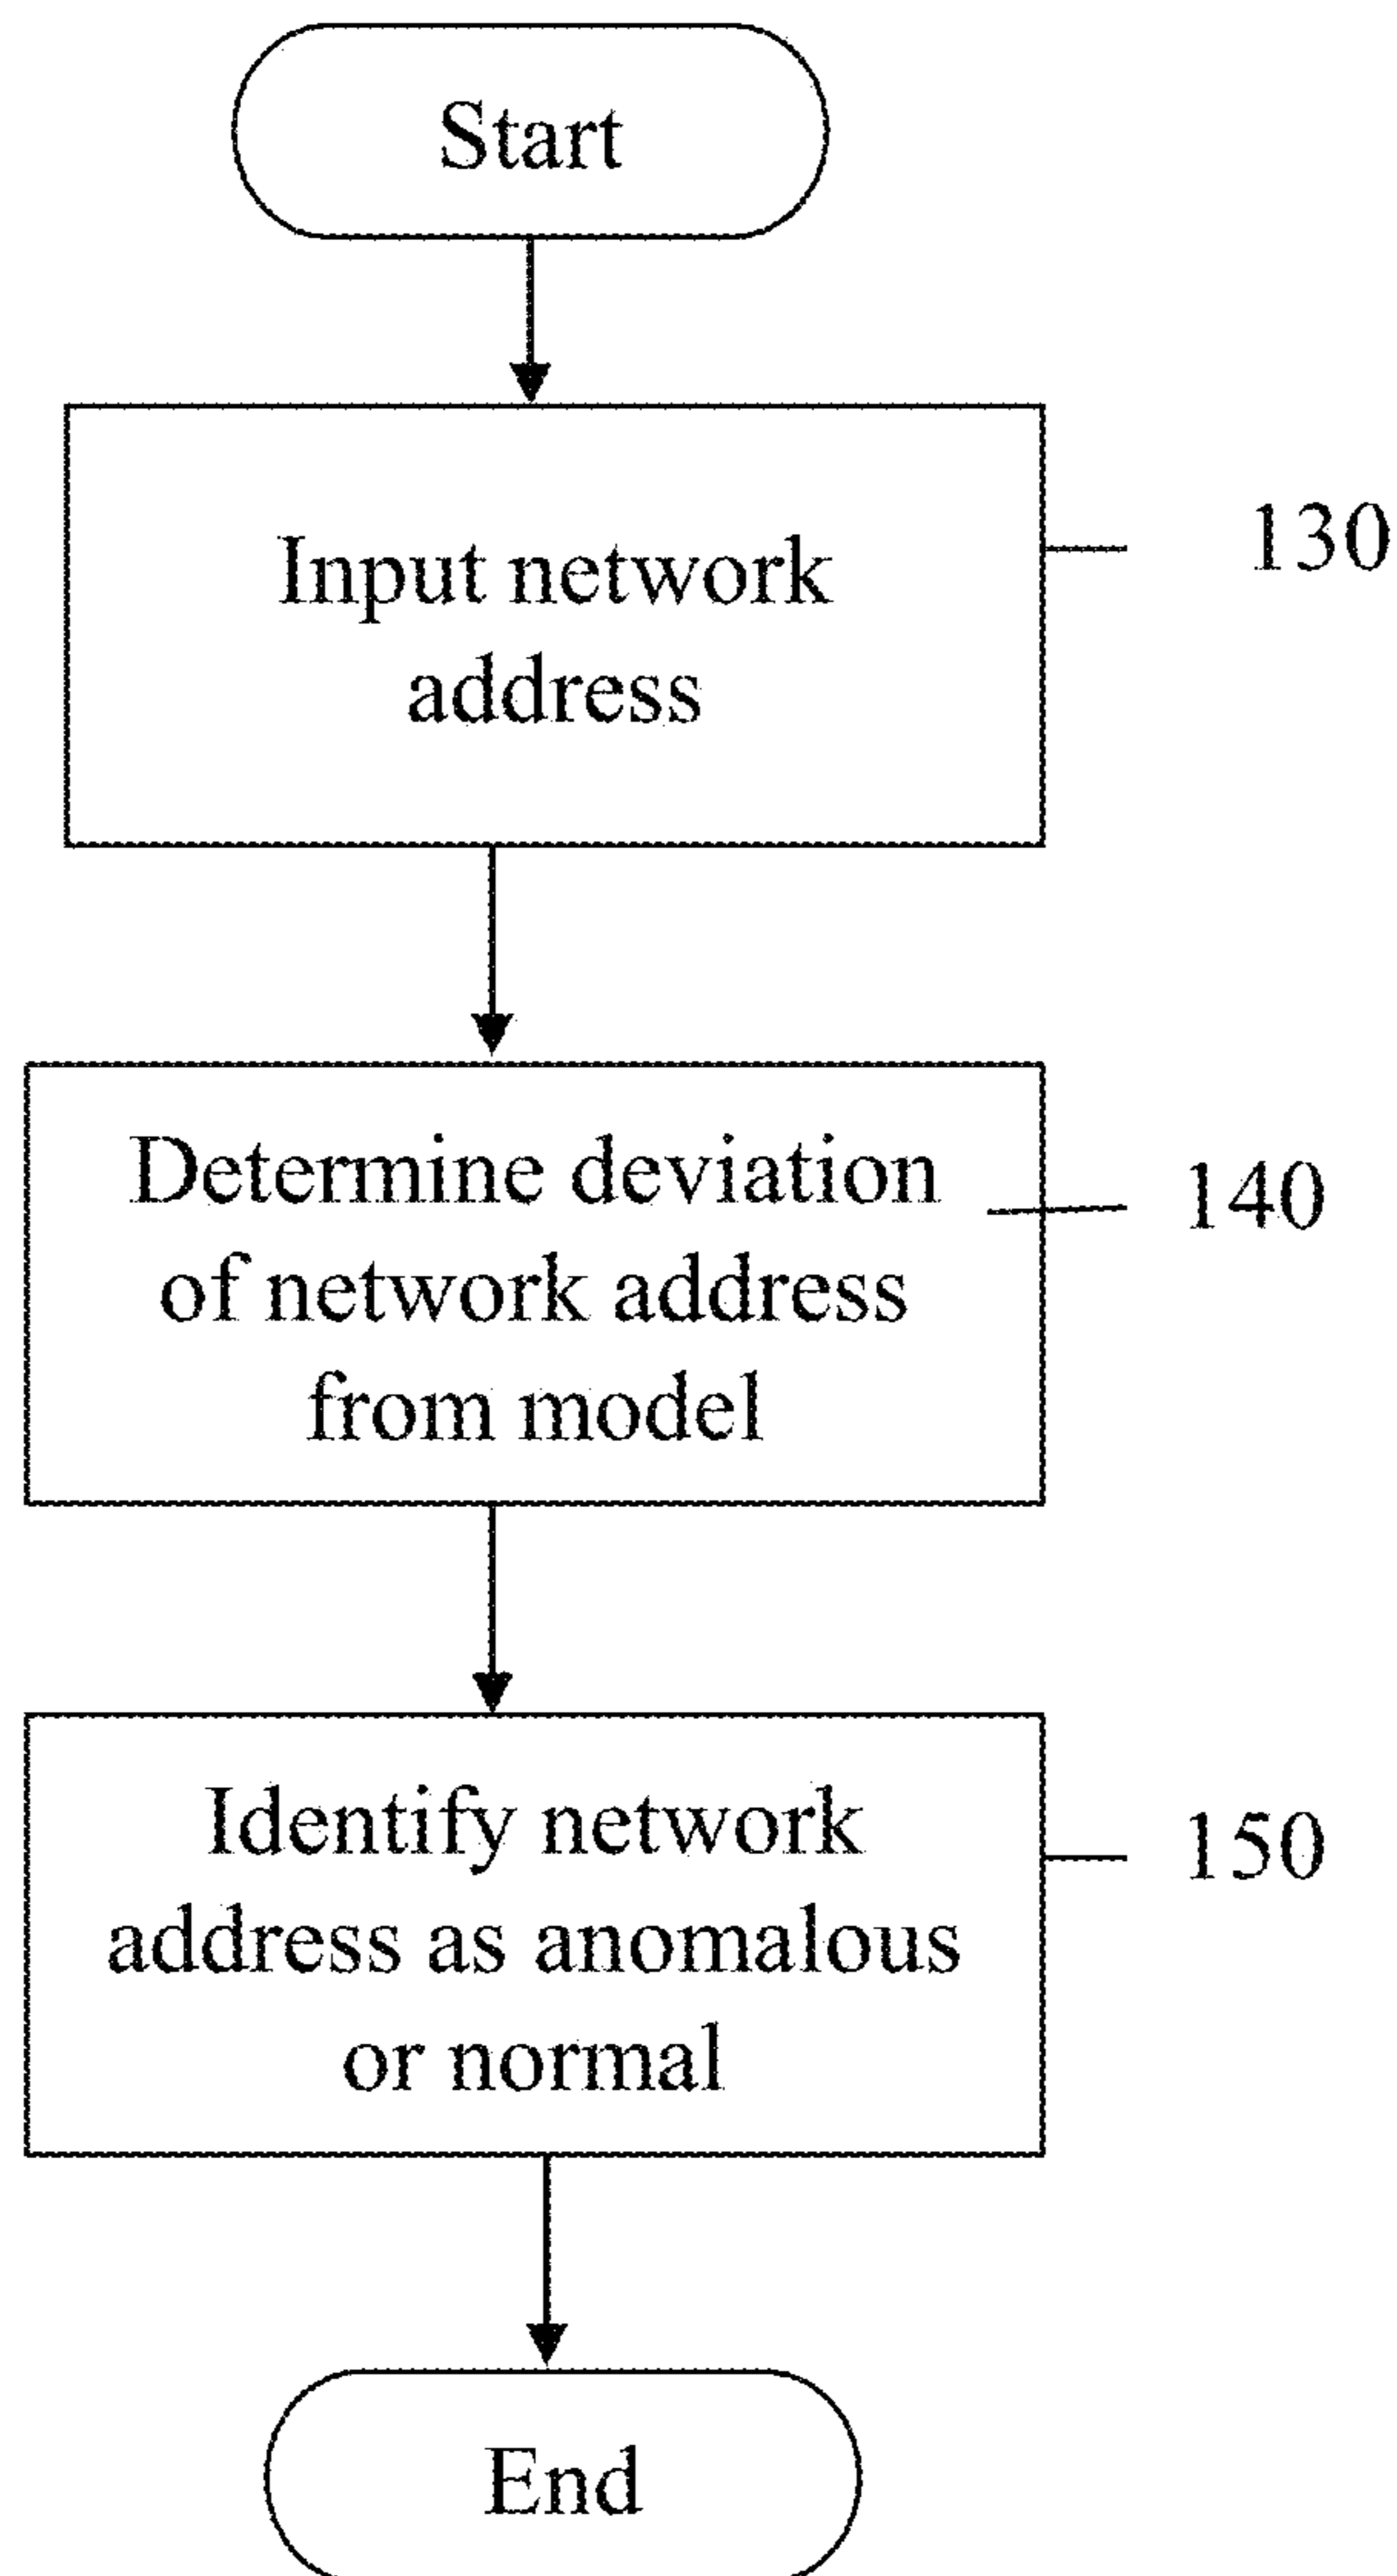 Start
Input network
address
130
Determine deviation
of network address
from model
140
Identify network
address as anomalous
or normal
150
End